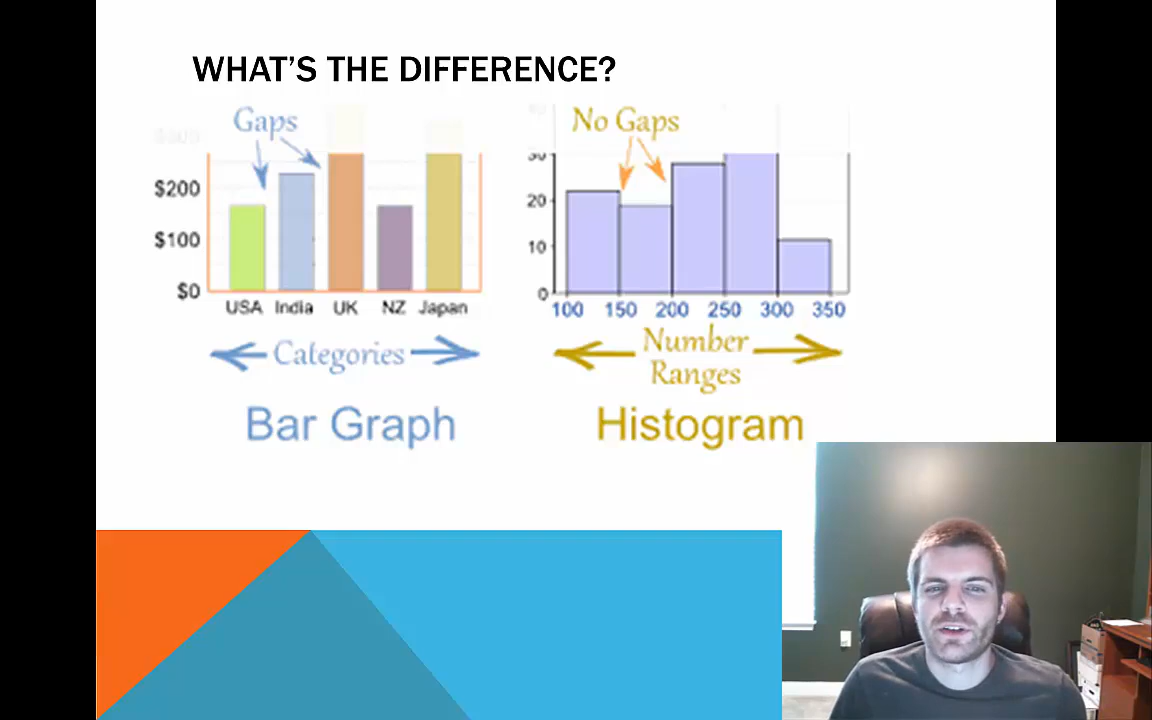 WHAT'S THE DIFFERENCE?
Gaps
$200
$100
$0
USA India UK NZ Japan
Categories
Bar Graph
No Gaps
30
20
10
0
100 150 200 250 300 350
Number
Ranges
Histogram